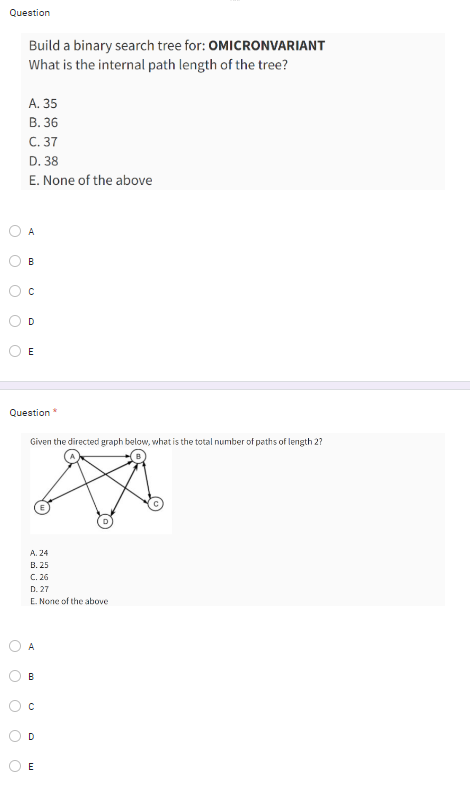 Question
Build a binary search tree for: OMICRONVARIANT
What is the internal path length of the tree?
A. 35
B. 36
C. 37
D. 38
E. None of the above
A
B
C
D
E
Question *
Given the directed graph below, what is the total number of paths of length 2?
A
B
E
C
D
A. 24
B. 25
C. 26
D. 27
E. None of the above
A
B
C
D
E